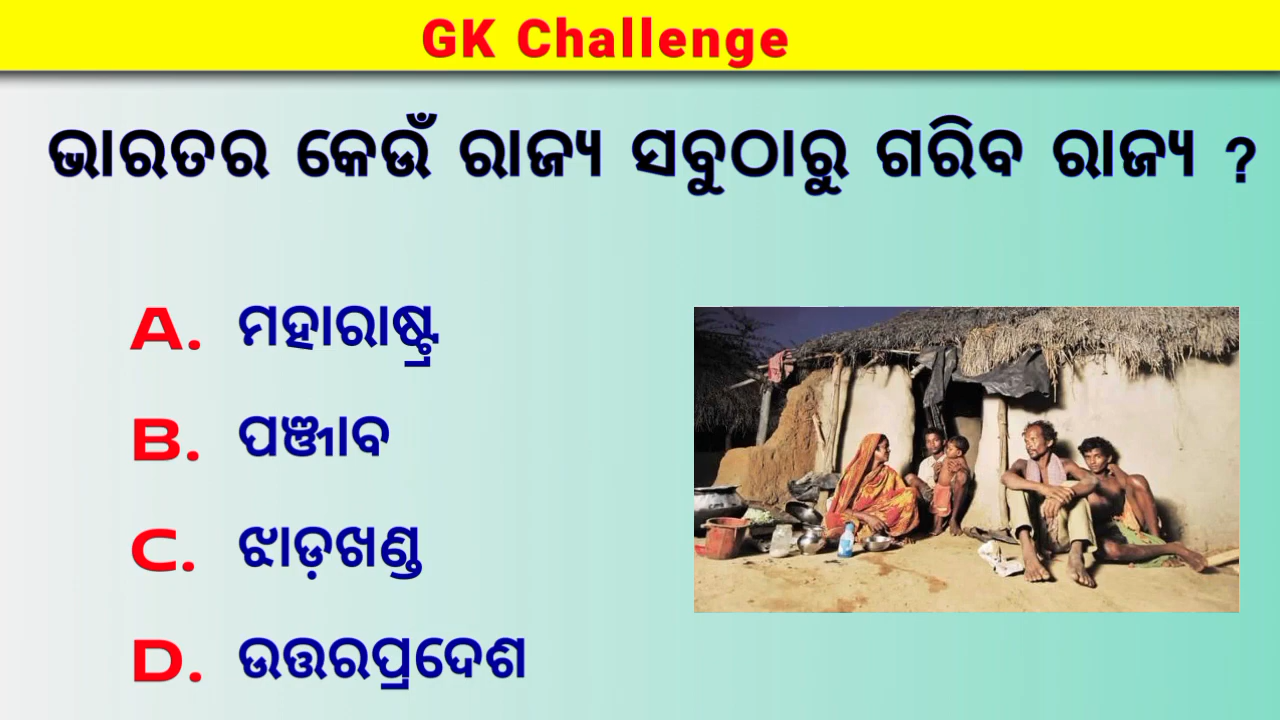 GK Challenge
ଭାରତର କେଉଁ ରାଜ୍ୟ ସବୁଠାରୁ ଗରିବ ରାଜ୍ୟ ?
A. ମହାରାଷ୍ଟ୍ର
B. ପଞ୍ଜାବ
C. ଝାଡ଼ଖଣ୍ଡ
D. ଉତ୍ତରପ୍ରଦେଶ